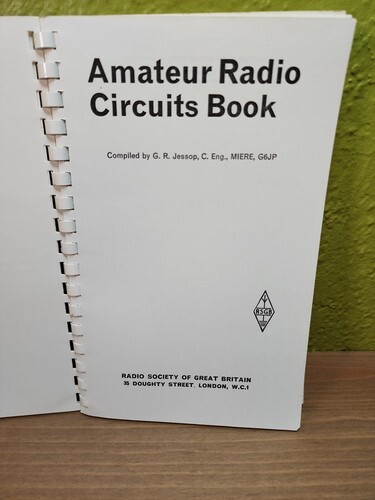 Amateur Radio
Circuits Book
Compiled by G. R. Jessop, C. Eng., MIERE, G6JP
RSGB
RADIO SOCIETY OF GREAT BRITAIN
35 DOUGHTY STREET, LONDON, W.C.1